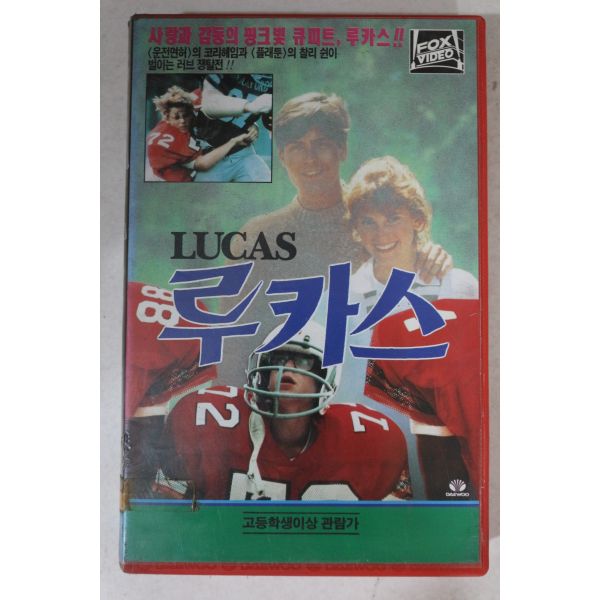 사랑과 감동의 핑크빛 큐피트, 루카스!!
〈운전면허〉의 코리헤임과 〈플래툰〉의 찰리 쉰이
벌이는 러브 쟁탈전!!
FOX
VIDEO
72
LUCAS
루카스
88
72
7
72
DAEWOO
고등학생이상 관람가